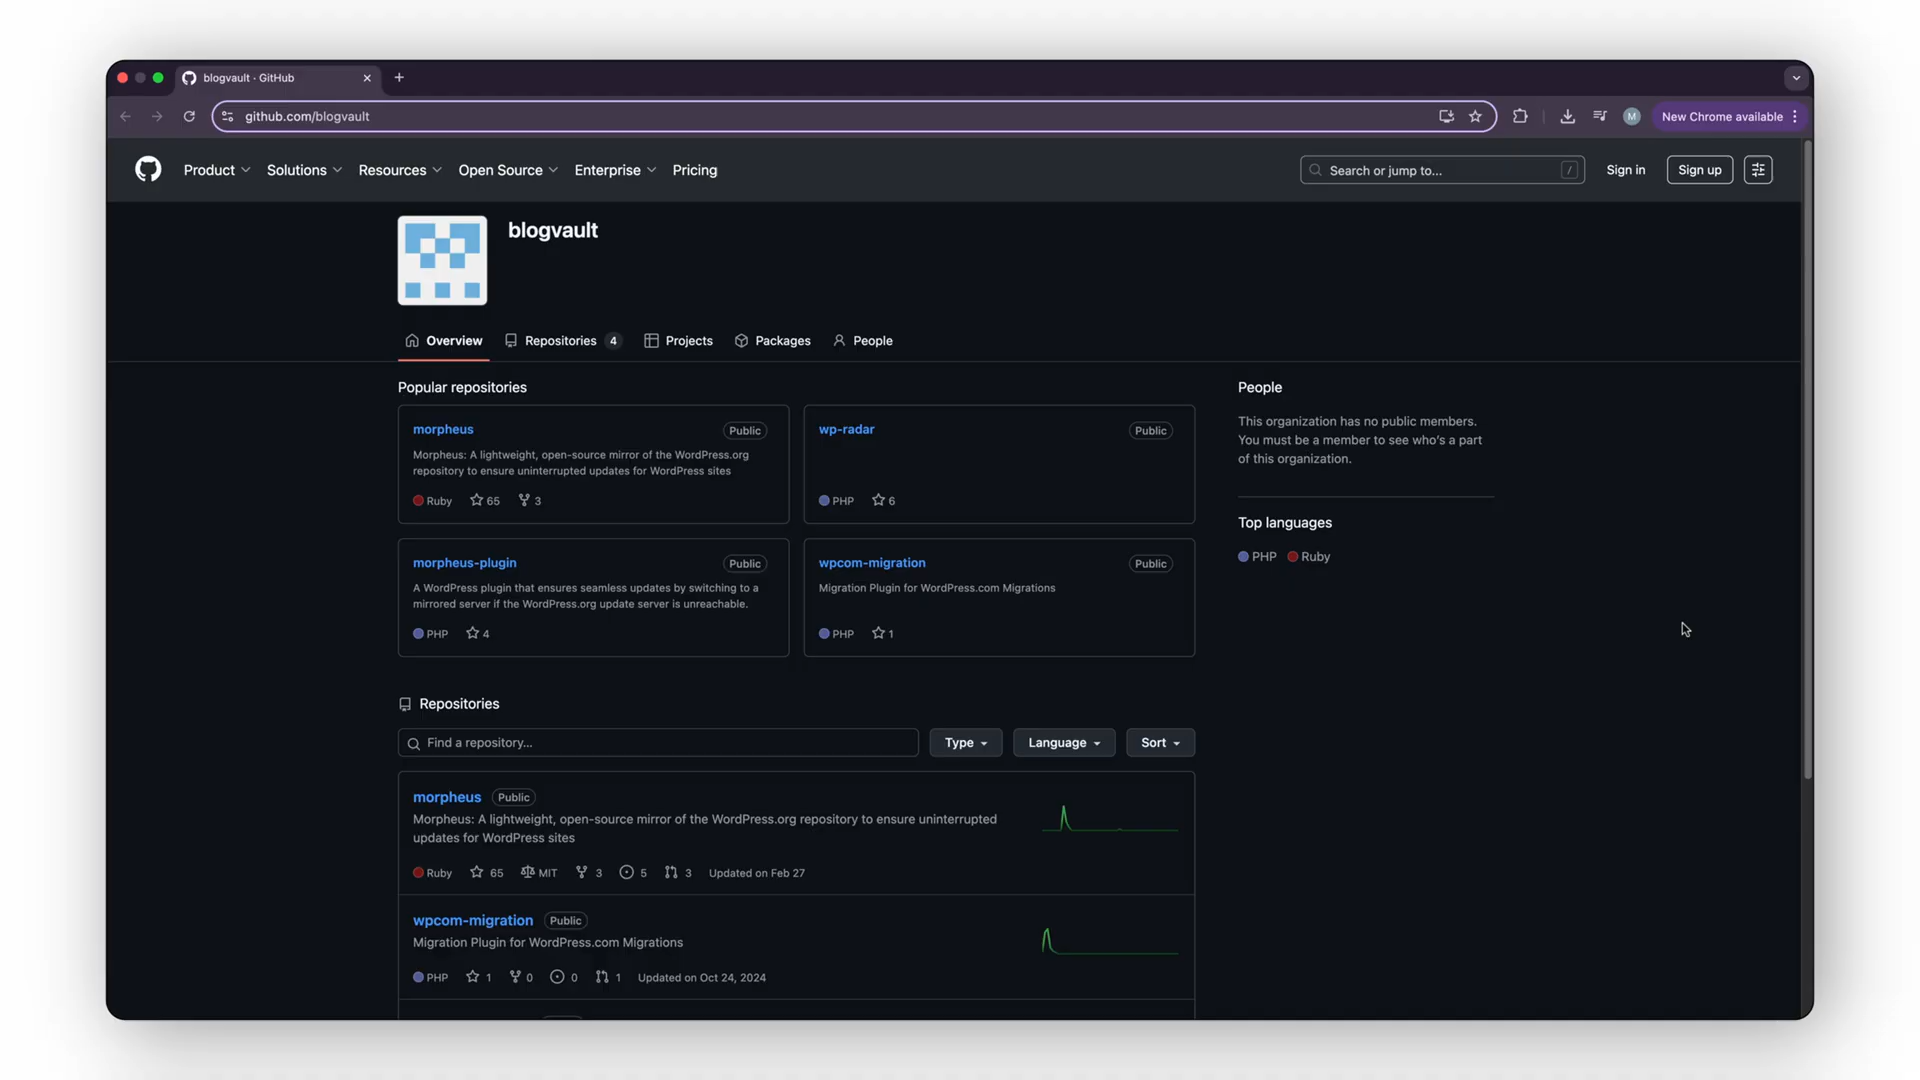 blogvault · GitHub
github.com/blogvault
M
New Chrome available
Product
Solutions
Resources
Open Source
Enterprise
Pricing
Search or jump to...
/
Sign in
Sign up
blogvault
Overview
Repositories 4
Projects
Packages
People
Popular repositories
morpheus
Public
Morpheus: A lightweight, open-source mirror of the WordPress.org
repository to ensure uninterrupted updates for WordPress sites
Ruby 65 3
wp-radar
Public
PHP 6
morpheus-plugin
Public
A WordPress plugin that ensures seamless updates by switching to a
mirrored server if the WordPress.org update server is unreachable.
PHP 4
wpcom-migration
Public
Migration Plugin for WordPress.com Migrations
PHP 1
People
This organization has no public members.
You must be a member to see who's a part
of this organization.
Top languages
PHP Ruby
Repositories
Find a repository...
Type
Language
Sort
morpheus Public
Morpheus: A lightweight, open-source mirror of the WordPress.org repository to ensure uninterrupted
updates for WordPress sites
Ruby 65 MIT 3 5 3 Updated on Feb 27
wpcom-migration Public
Migration Plugin for WordPress.com Migrations
PHP 1 0 0 1 Updated on Oct 24, 2024